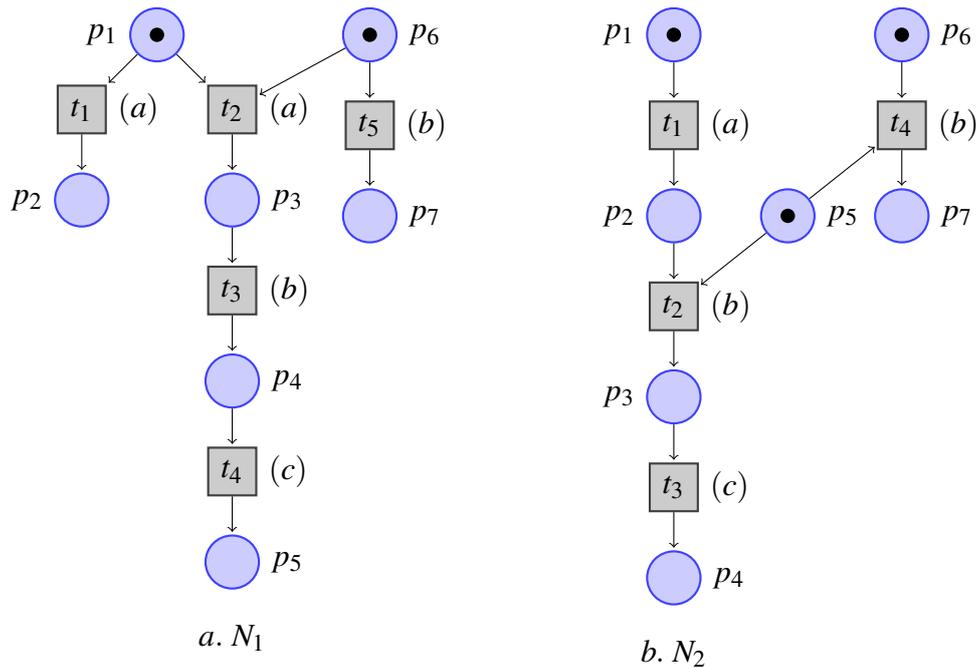 p1 p6 p1 p6
t1 (a) t2 (a) t5 (b) t1 (a) t4 (b)
p2 p3 p7 p2 p5 p7
t3 (b) t2 (b)
p4 p3
t4 (c) t3 (c)
p5 p4
a. N1 b. N2